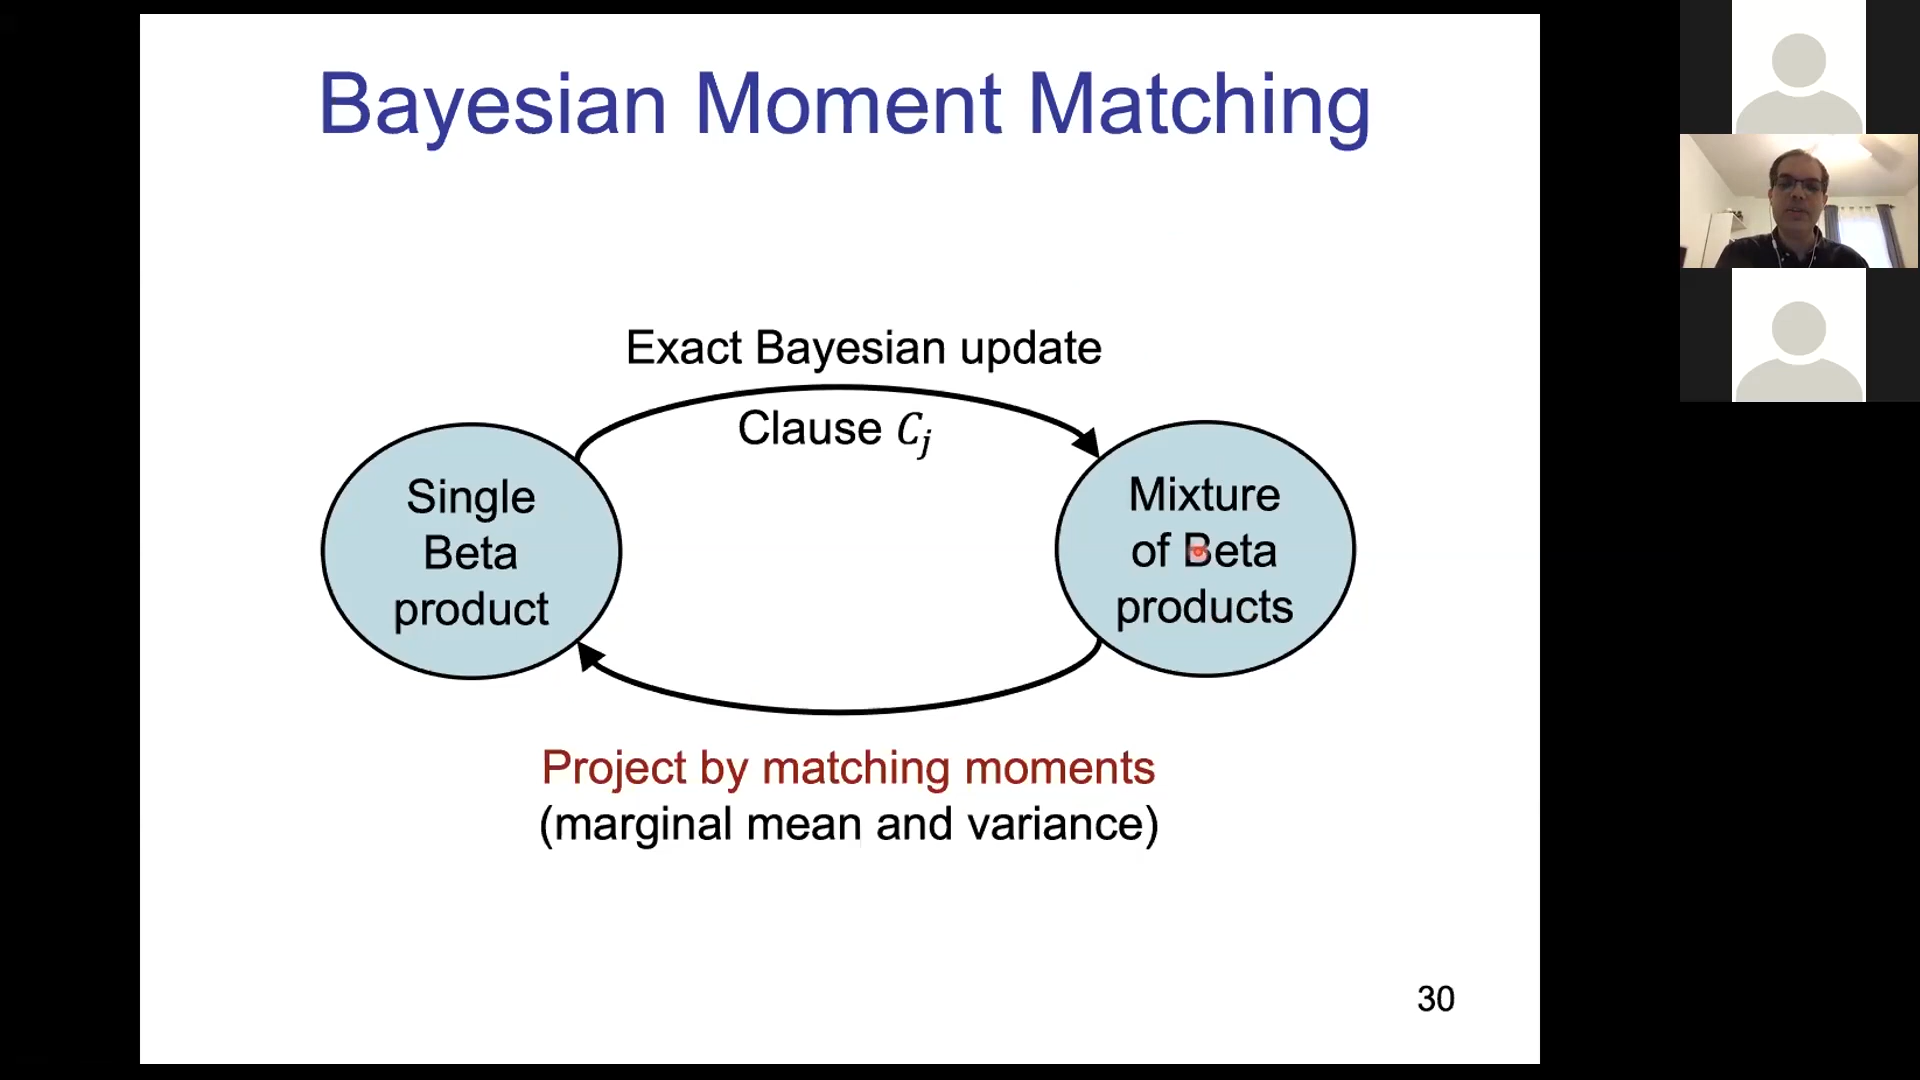 Bayesian Moment Matching
Exact Bayesian update
Clause C_j
Single
Beta
product
Mixture
of Beta
products
Project by matching moments
(marginal mean and variance)
30